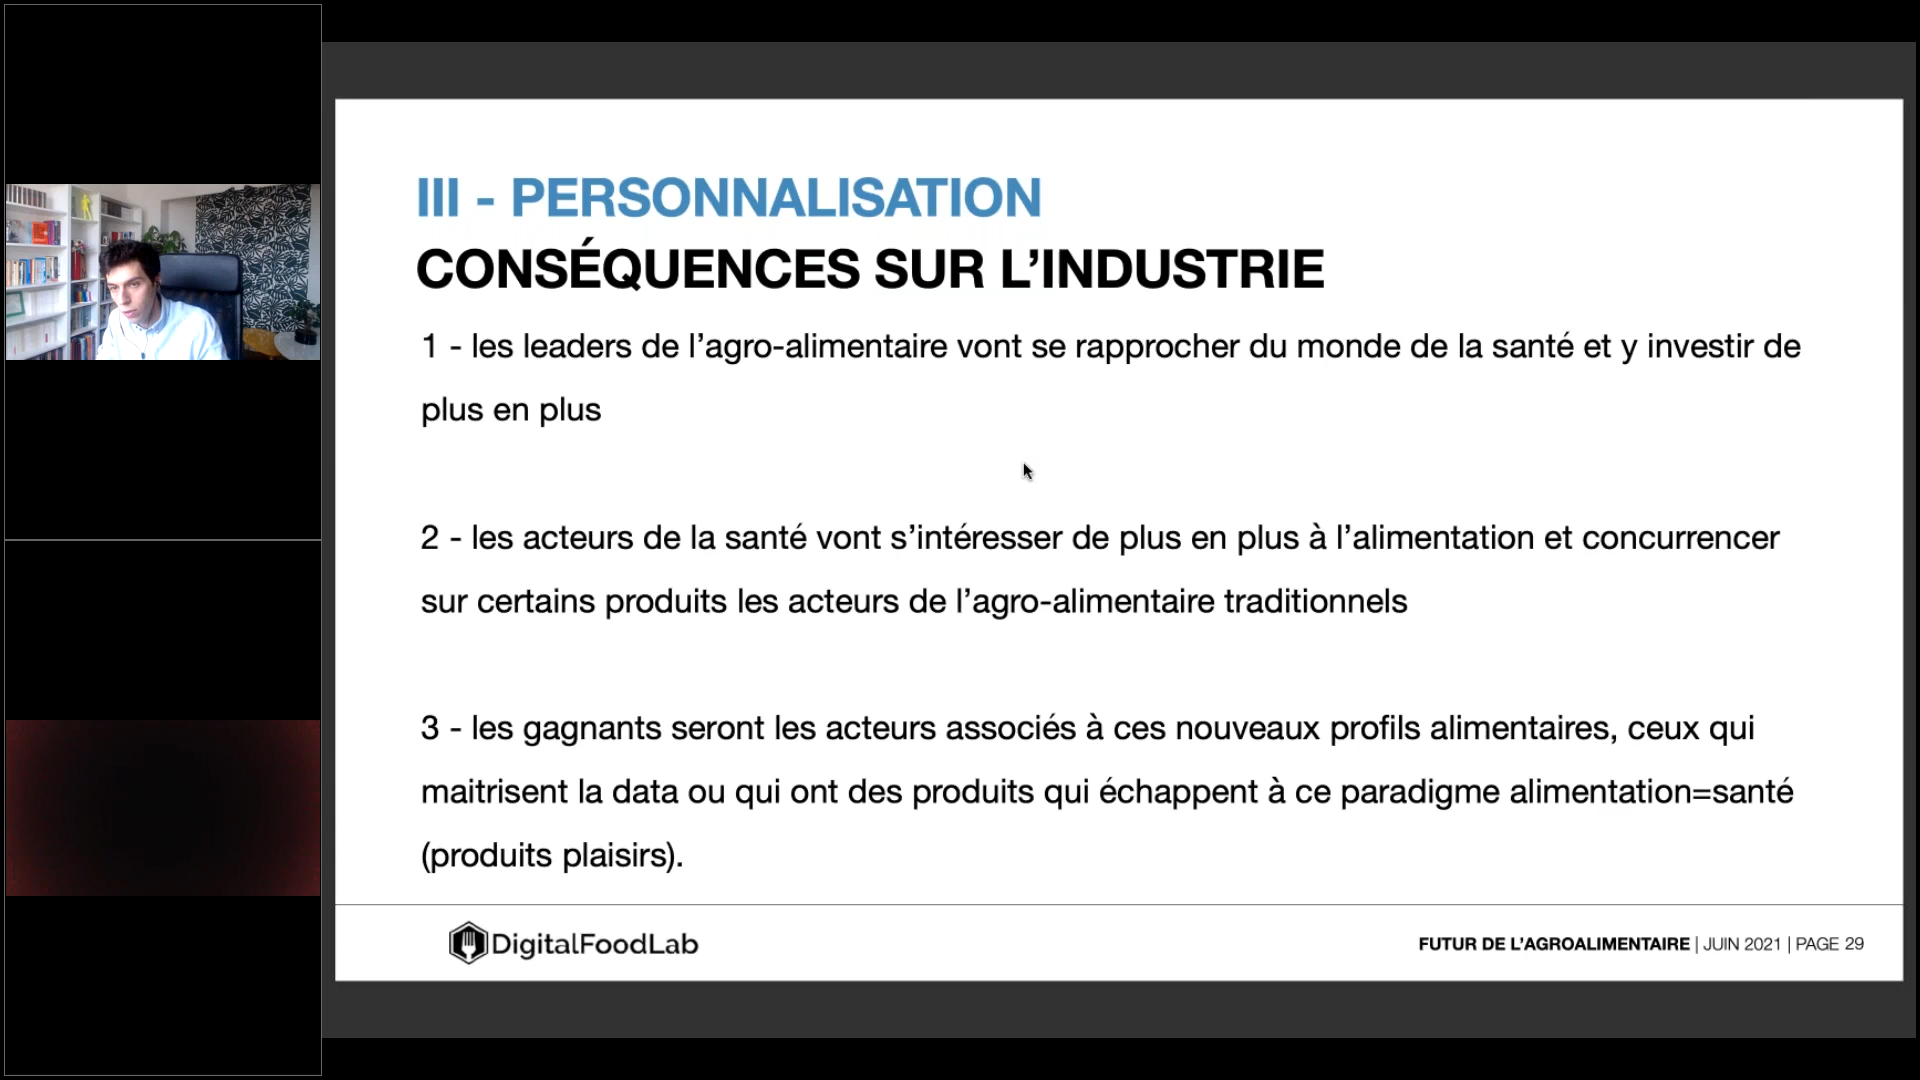 III - PERSONNALISATION
CONSÉQUENCES SUR L’INDUSTRIE
1 - les leaders de l’agro-alimentaire vont se rapprocher du monde de la santé et y investir de
plus en plus
2 - les acteurs de la santé vont s’intéresser de plus en plus à l’alimentation et concurrencer
sur certains produits les acteurs de l’agro-alimentaire traditionnels
3 - les gagnants seront les acteurs associés à ces nouveaux profils alimentaires, ceux qui
maitrisent la data ou qui ont des produits qui échappent à ce paradigme alimentation=santé
(produits plaisirs).
DigitalFoodLab
FUTUR DE L’AGROALIMENTAIRE | JUIN 2021 | PAGE 29